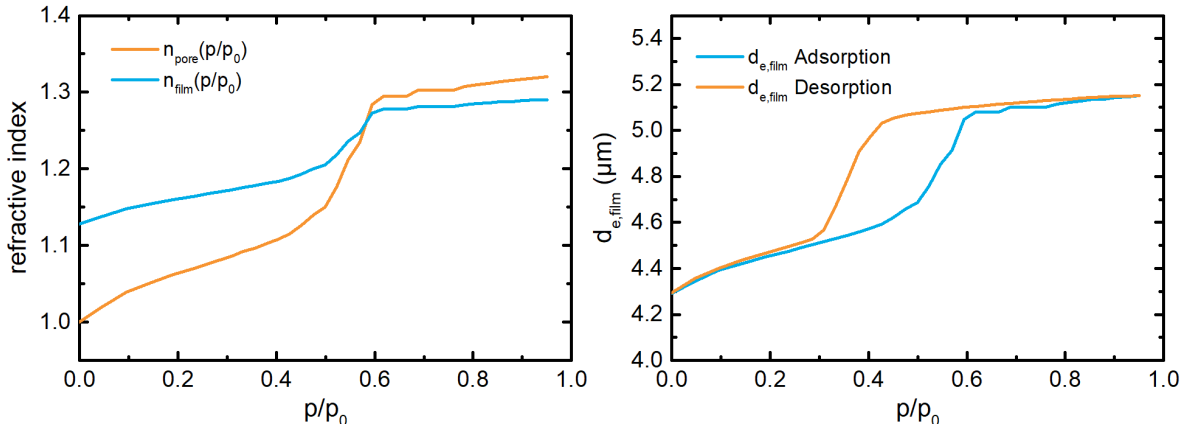 1.4
1.3
1.2
1.1
1.0
refractive index
n_pore(p/p_0)
n_film(p/p_0)
0.0 0.2 0.4 0.6 0.8 1.0
p/p_0
5.4
5.2
5.0
4.8
4.6
4.4
4.2
4.0
d_e,film (μm)
d_e,film Adsorption
d_e,film Desorption
0.0 0.2 0.4 0.6 0.8 1.0
p/p_0